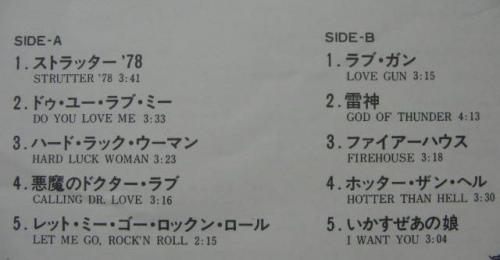 SIDE-A
1. ストラッター '78
STRUTTER '78 3:41
2. ドゥ・ユー・ラブ・ミー
DO YOU LOVE ME 3:33
3. ハード・ラック・ウーマン
HARD LUCK WOMAN 3:23
4. 悪魔のドクター・ラブ
CALLING DR. LOVE 3:16
5. レット・ミー・ゴー・ロックン・ロール
LET ME GO, ROCK'N ROLL 2:15
SIDE-B
1. ラブ・ガン
LOVE GUN 3:15
2. 雷神
GOD OF THUNDER 4:13
3. ファイアーハウス
FIREHOUSE 3:18
4. ホッター・ザン・ヘル
HOTTER THAN HELL 3:30
5. いかすぜあの娘
I WANT YOU 3:04